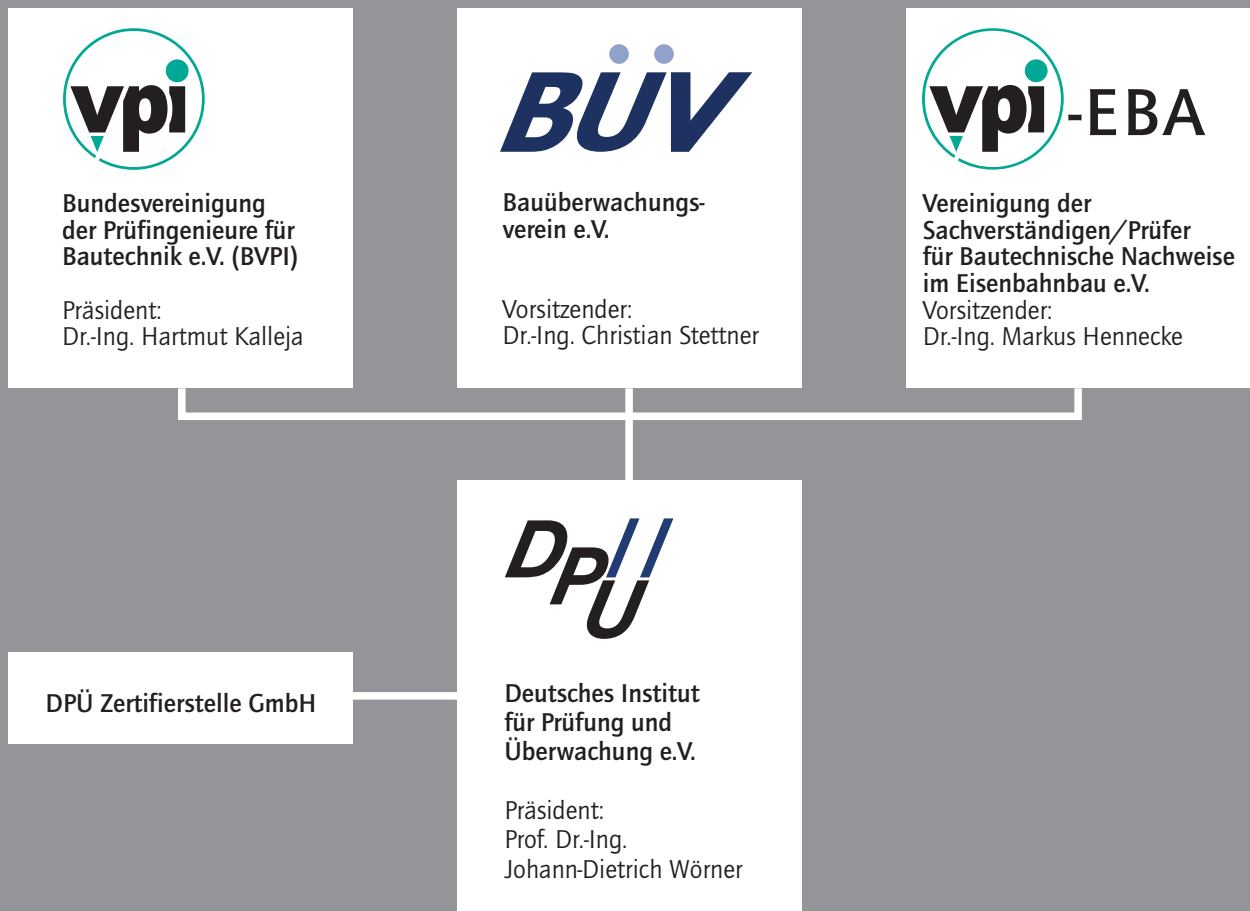 vpi
Bundesvereinigung
der Prüfingenieure für
Bautechnik e.V. (BVPI)
Präsident:
Dr.-Ing. Hartmut Kalleja
BÜV
Bauüberwachungs-
verein e.V.
Vorsitzender:
Dr.-Ing. Christian Stettner
vpi-EBA
Vereinigung der
Sachverständigen/Prüfer
für Bautechnische Nachweise
im Eisenbahnbau e.V.
Vorsitzender:
Dr.-Ing. Markus Hennecke
DPÜ Zertifierstelle GmbH
DPÜ
Deutsches Institut
für Prüfung und
Überwachung e.V.
Präsident:
Prof. Dr.-Ing.
Johann-Dietrich Wörner